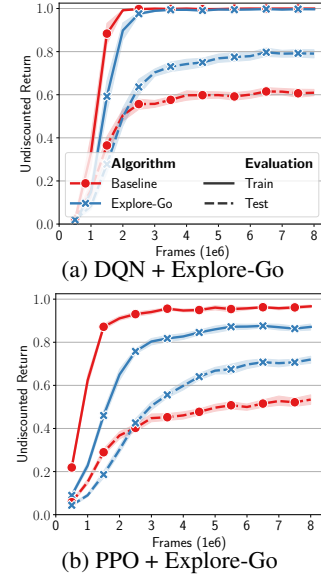 1.0
0.8
0.6
0.4
0.2
0.0
Undiscounted Return
Algorithm Evaluation
Baseline Train
Explore-Go Test
0 1 2 3 4 5 6 7 8
Frames (1e6)
(a) DQN + Explore-Go
1.0
0.8
0.6
0.4
0.2
0.0
Undiscounted Return
0 1 2 3 4 5 6 7 8
Frames (1e6)
(b) PPO + Explore-Go